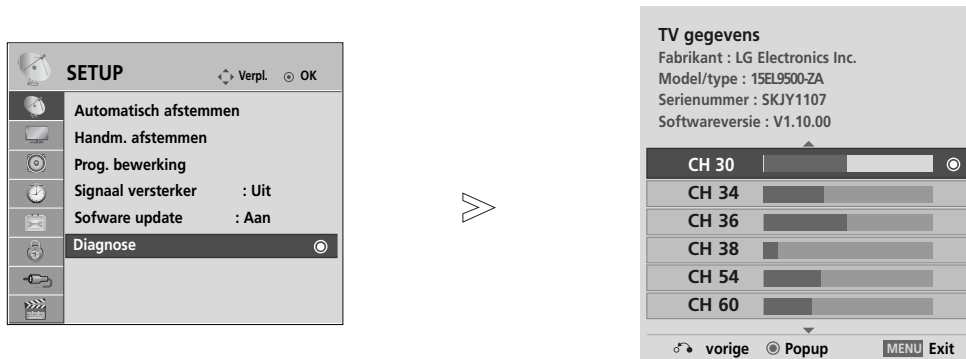 SETUP
Verpl. OK
Automatisch afstemmen
Handm. afstemmen
Prog. bewerking
Signaal versterker : Uit
Sofware update : Aan
Diagnose
TV gegevens
Fabrikant : LG Electronics Inc.
Model/type : 15EL9500-ZA
Serienummer : SKJY1107
Softwareversie : V1.10.00
CH 30
CH 34
CH 36
CH 38
CH 54
CH 60
vorige Popup MENU Exit